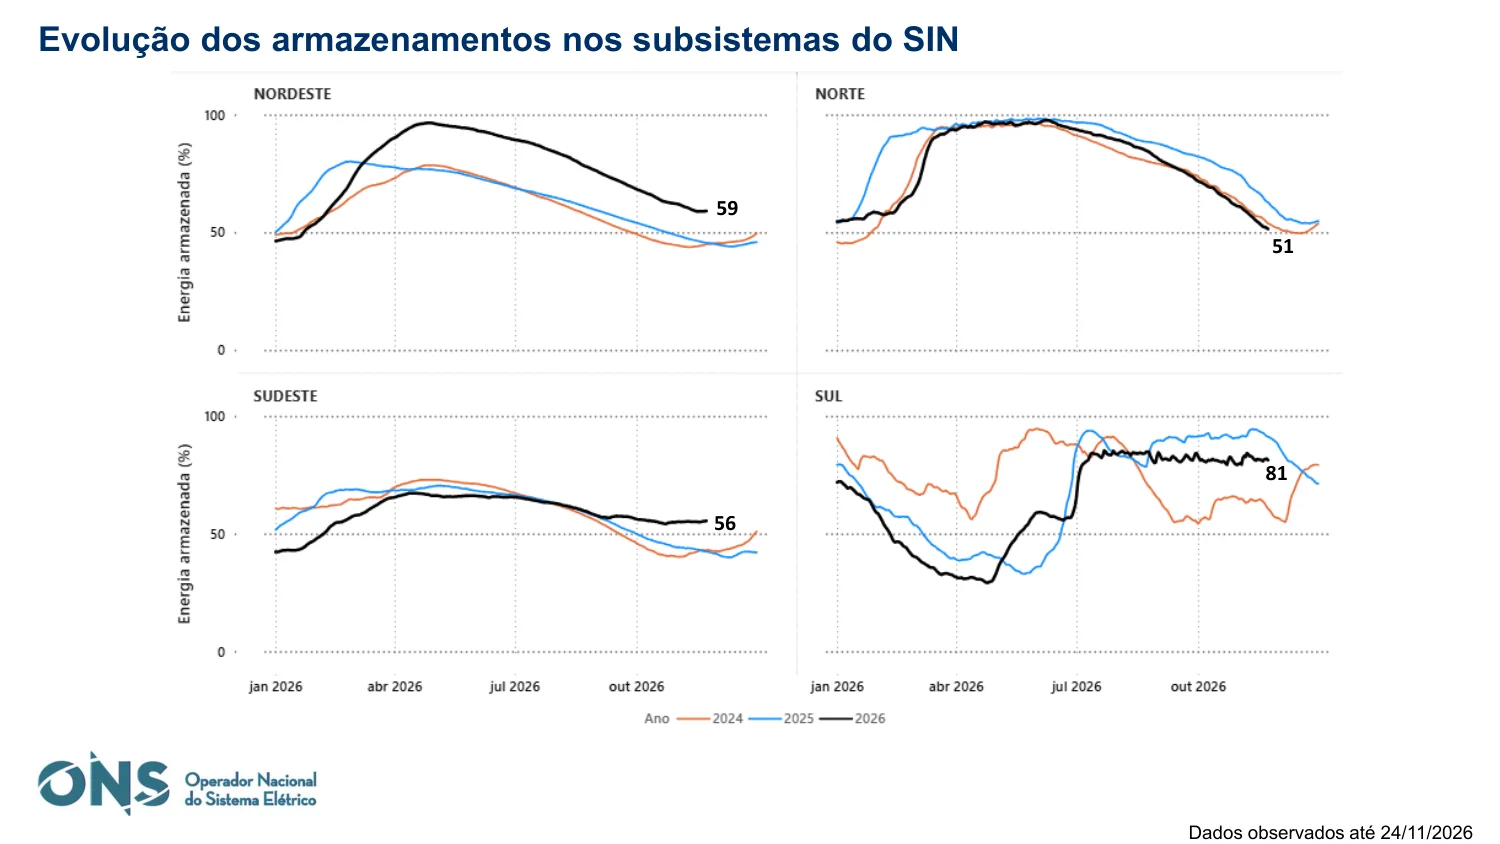 Evolução dos armazenamentos nos subsistemas do SIN
NORDESTE
NORTE
Energia armazenada (%)
100
50
0
59
51
SUDESTE
SUL
Energia armazenada (%)
100
50
0
56
81
jan 2026 abr 2026 jul 2026 out 2026
jan 2026 abr 2026 jul 2026 out 2026
Ano 2024 2025 2026
ONS Operador Nacional
do Sistema Elétrico
Dados observados até 24/11/2026